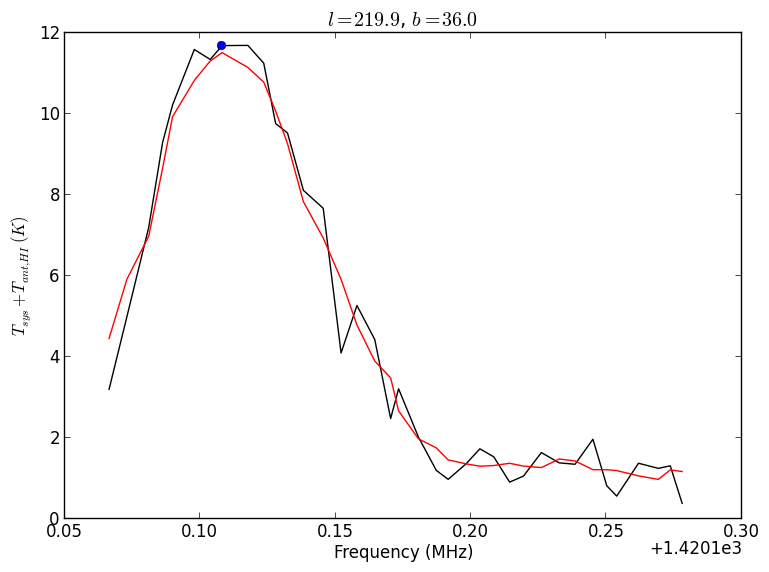 l = 219.9, b = 36.0
12
10
8
6
4
2
0
T_sys + T_ant,HI (K)
0.05 0.10 0.15 0.20 0.25 0.30
Frequency (MHz)
+1.4201e3